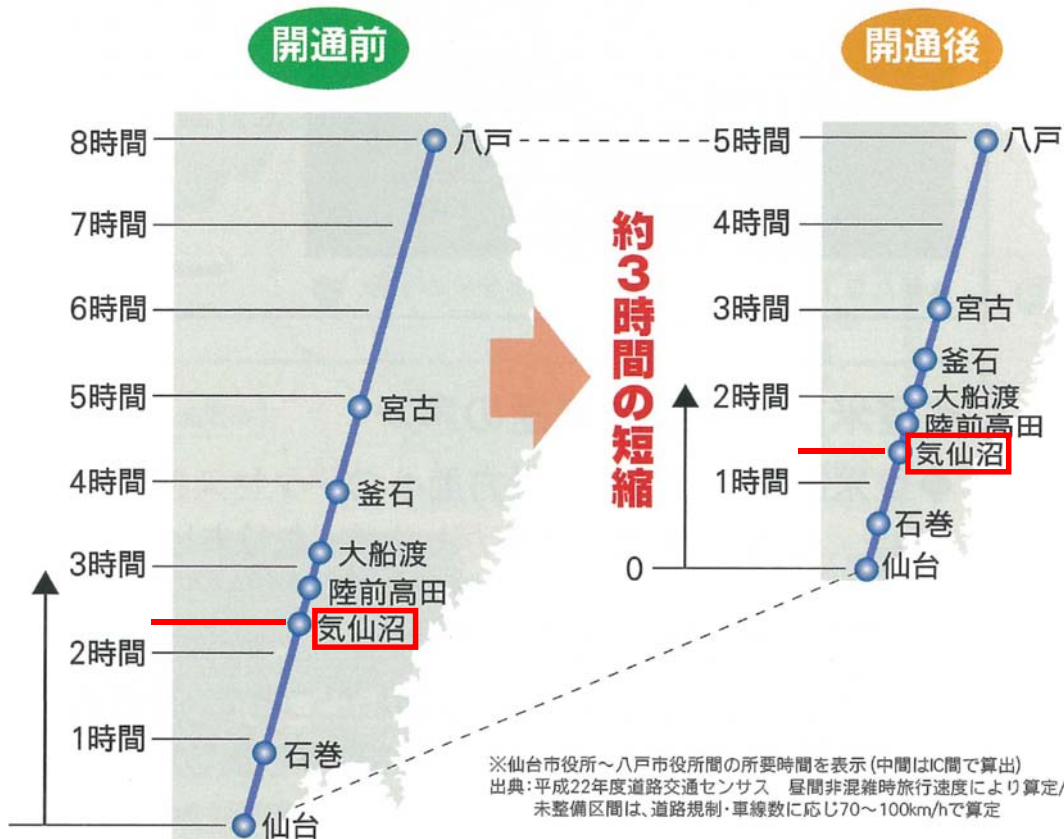 開通前
8時間
八戸
7時間
6時間
5時間
宮古
4時間
釜石
大船渡
3時間
陸前高田
気仙沼
2時間
1時間
石巻
仙台
約3時間の短縮
開通後
5時間
八戸
4時間
3時間
宮古
釜石
2時間
大船渡
陸前高田
気仙沼
1時間
石巻
0
仙台
※仙台市役所～八戸市役所間の所要時間を表示(中間はIC間で算出)
出典:平成22年度道路交通センサス 昼間非混雑時旅行速度により算定/
未整備区間は、道路規制・車線数に応じ70～100km/hで算定